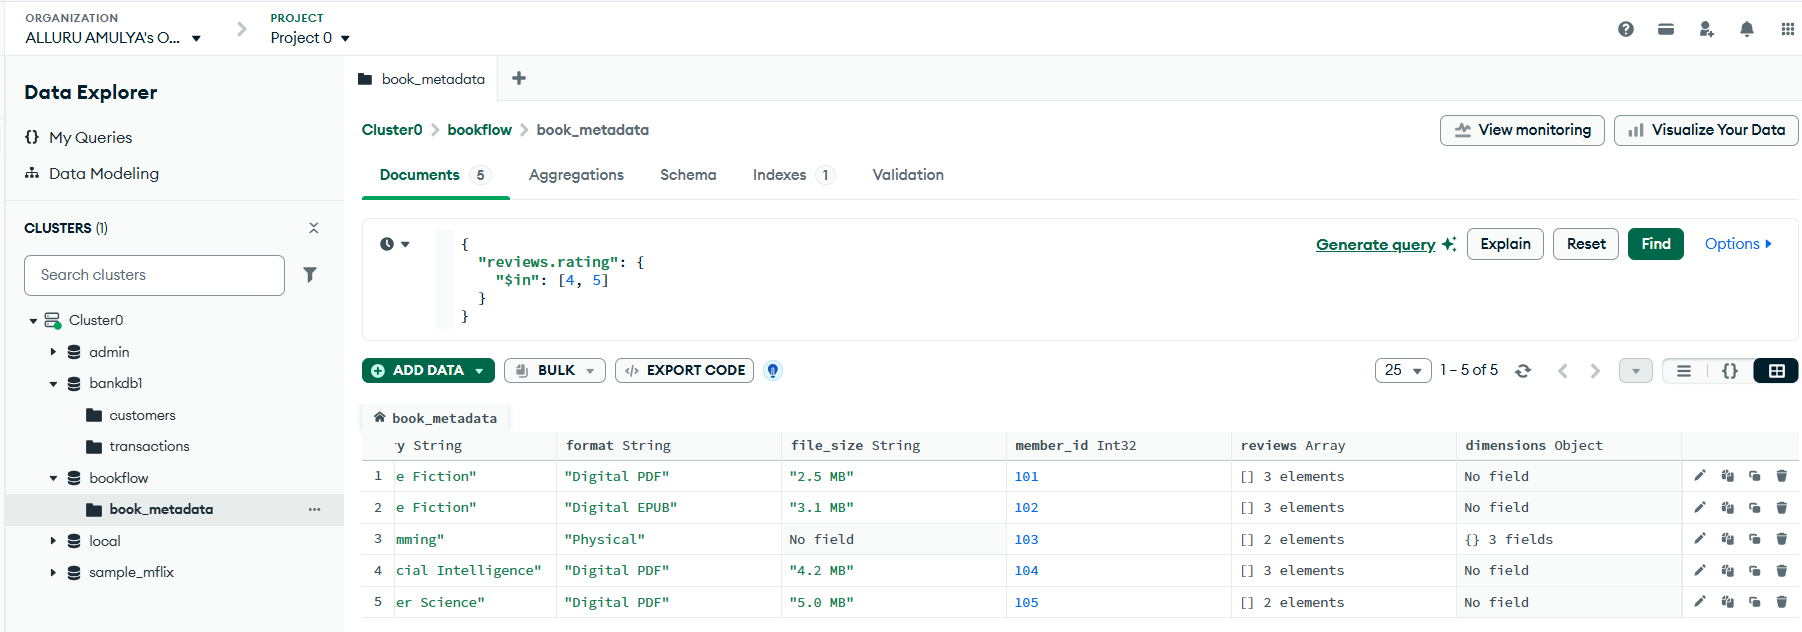 ORGANIZATION
ALLURU AMULYA's O...
PROJECT
Project 0
Data Explorer
My Queries
Data Modeling
CLUSTERS (1)
Search clusters
Cluster0
admin
bankdb1
customers
transactions
bookflow
book_metadata
local
sample_mflix
book_metadata
Cluster0 > bookflow > book_metadata
View monitoring
Visualize Your Data
Documents 5 Aggregations Schema Indexes 1 Validation
{
"reviews.rating": {
"$in": [4, 5]
}
}
Generate query Explain Reset Find Options
ADD DATA BULK EXPORT CODE
25 1 – 5 of 5 {}
book_metadata
y String format String file_size String member_id Int32 reviews Array dimensions Object
1 e Fiction" "Digital PDF" "2.5 MB" 101 [] 3 elements No field
2 e Fiction" "Digital EPUB" "3.1 MB" 102 [] 3 elements No field
3 mming" "Physical" No field 103 [] 2 elements {} 3 fields
4 cial Intelligence" "Digital PDF" "4.2 MB" 104 [] 3 elements No field
5 er Science" "Digital PDF" "5.0 MB" 105 [] 2 elements No field